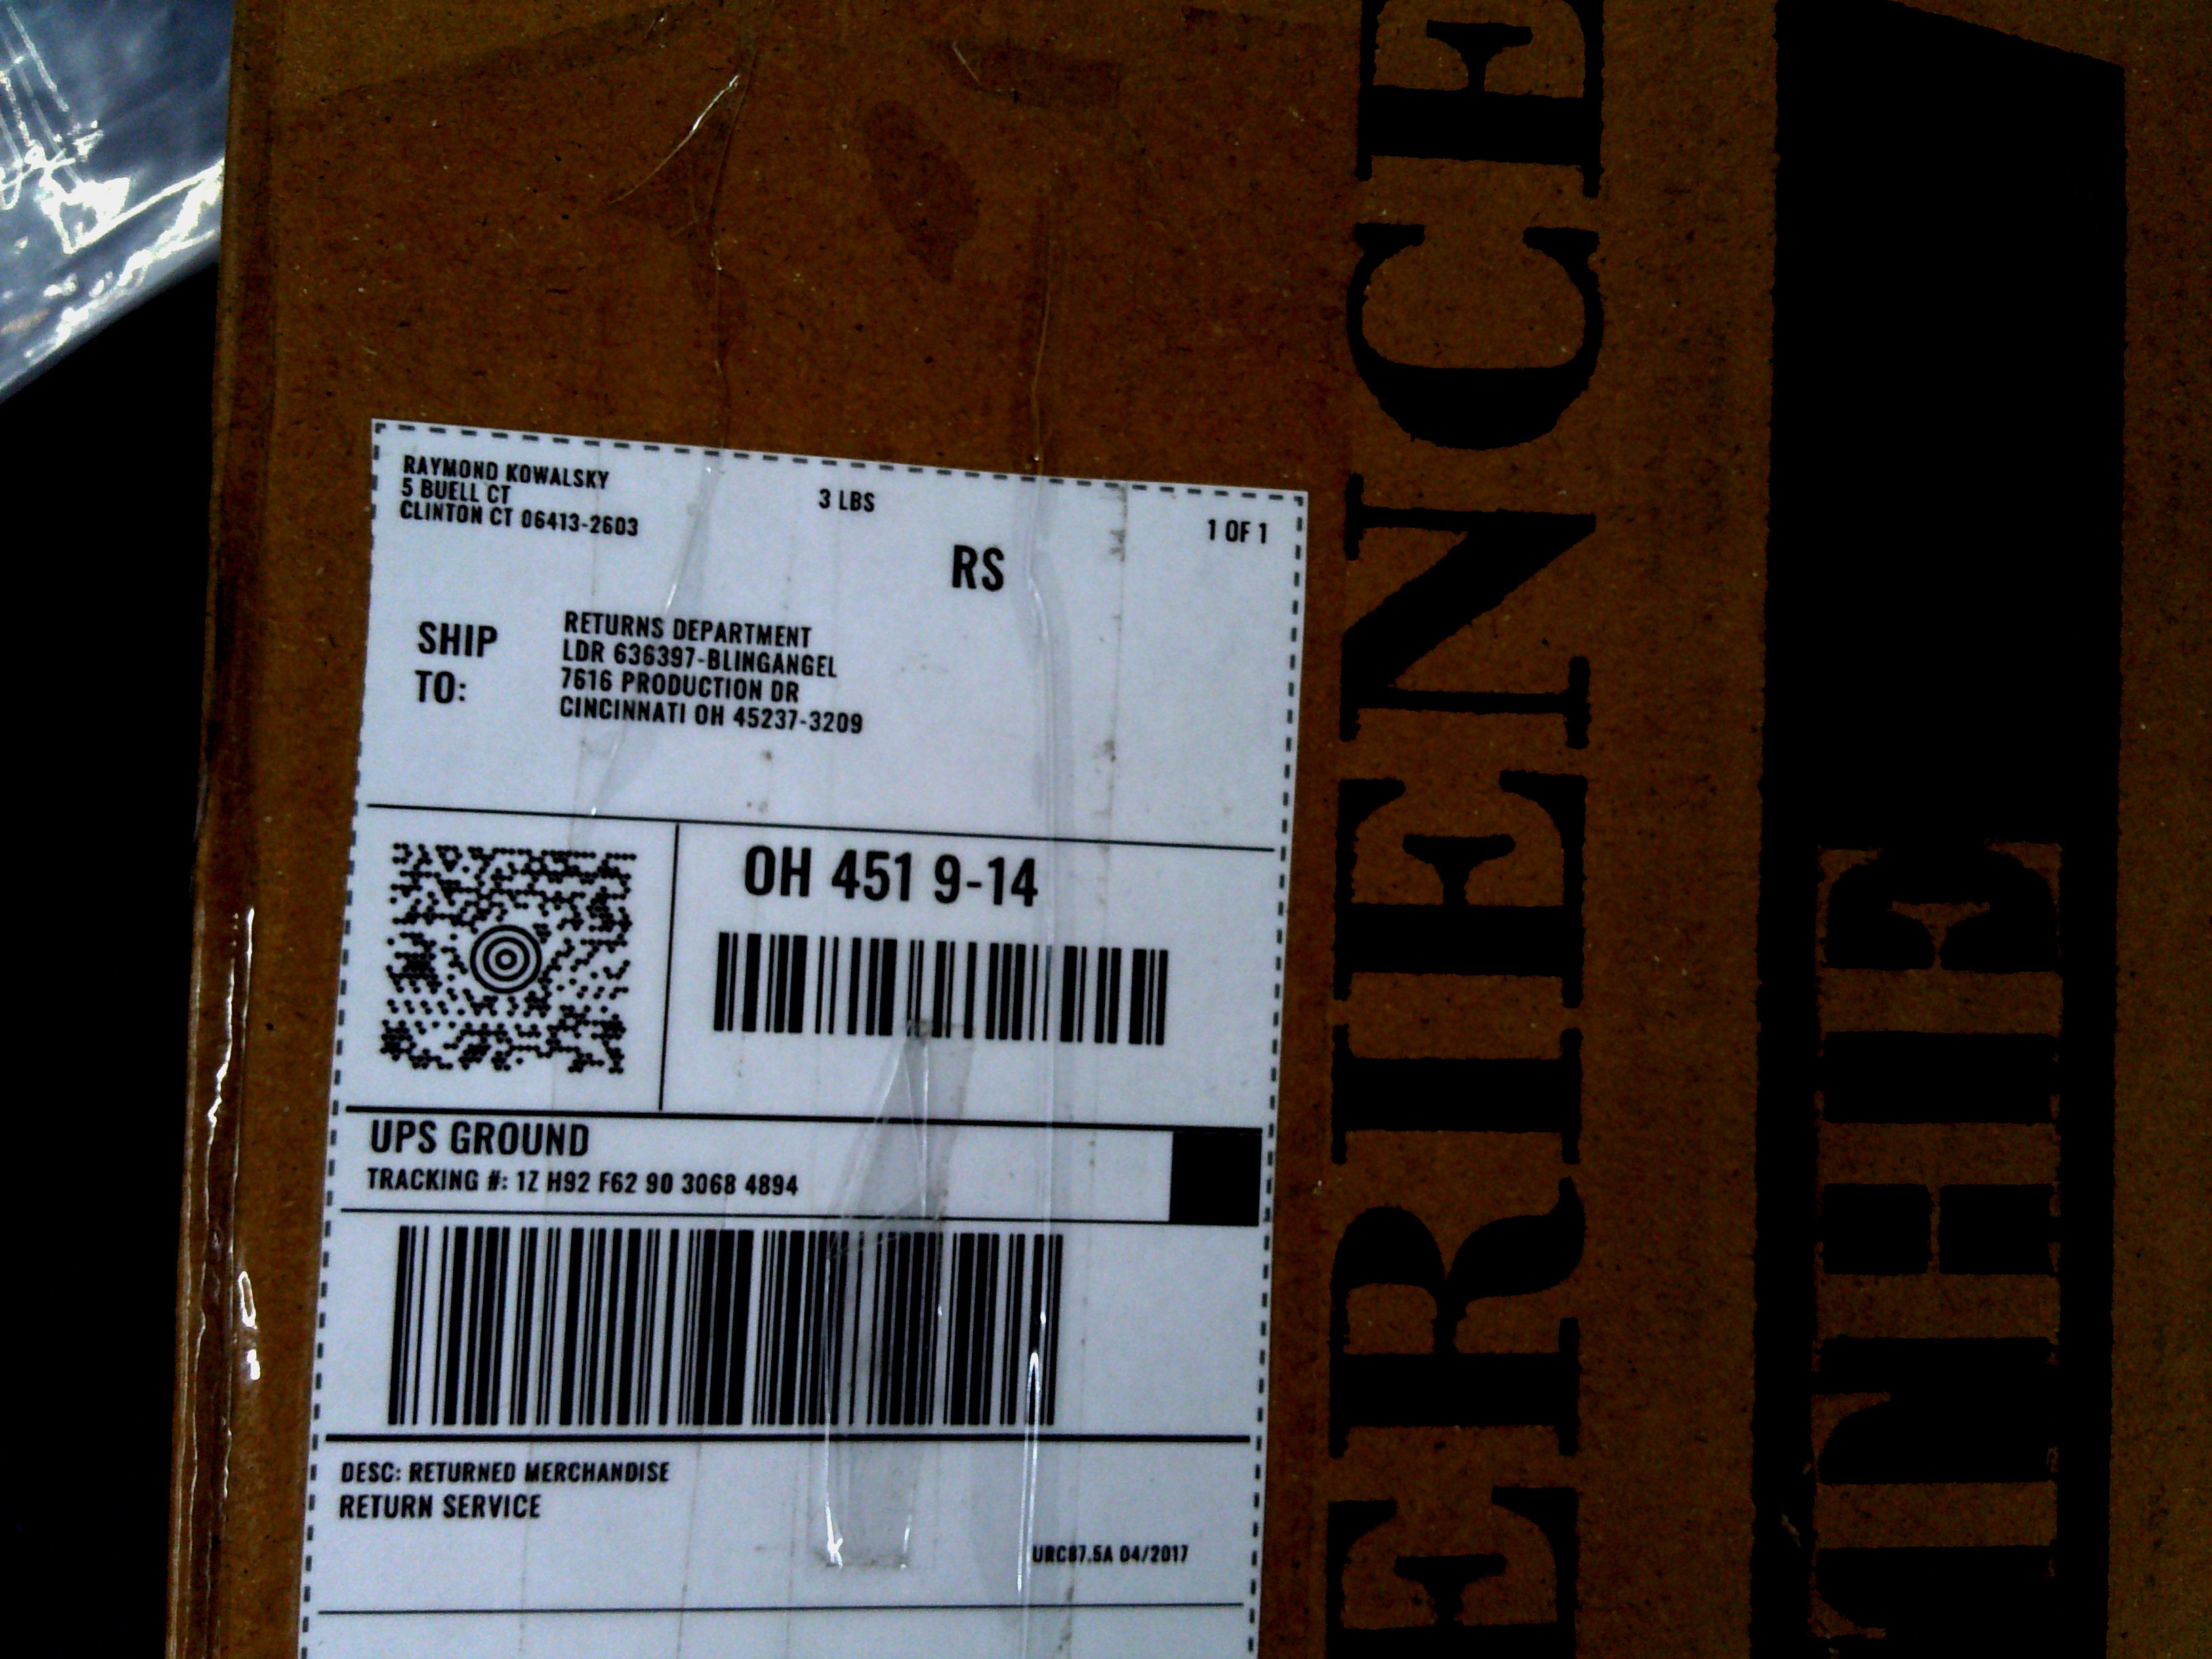 RAYMOND KOWALSKY
5 BUELL CT
CLINTON CT 06413-2603
3 LBS
1 OF 1
RS
SHIP TO:
RETURNS DEPARTMENT
LDR 636397-BLINGANGEL
7616 PRODUCTION DR
CINCINNATI OH 45237-3209
OH 451 9-14
UPS GROUND
TRACKING #: 1Z H92 F62 90 3068 4894
DESC: RETURNED MERCHANDISE
RETURN SERVICE
URC87.5A 04/2017
ERIENCE